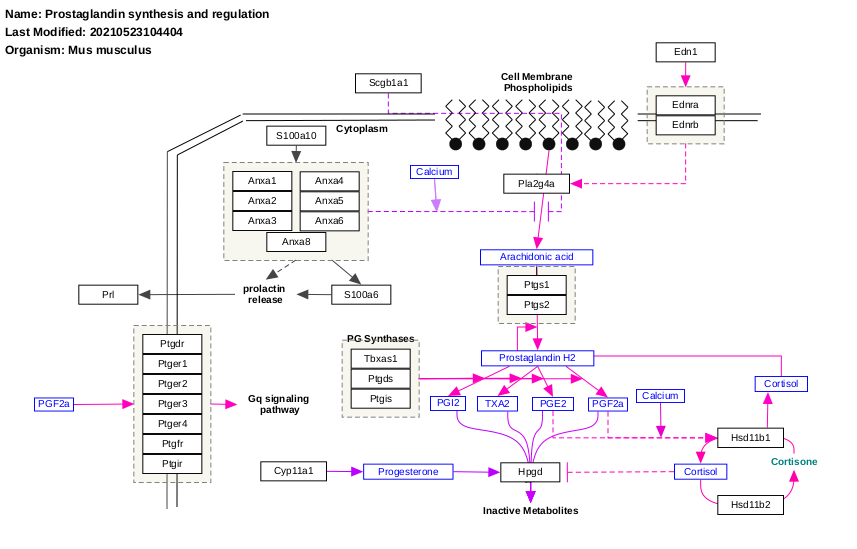 Name: Prostaglandin synthesis and regulation
Last Modified: 20210523104404
Organism: Mus musculus
Edn1
Scgb1a1
Cell Membrane
Phospholipids
Ednra
Ednrb
S100a10
Cytoplasm
Calcium
Pla2g4a
Anxa1
Anxa4
Anxa2
Anxa5
Anxa3
Anxa6
Anxa8
Arachidonic acid
Ptgs1
Ptgs2
Prl
prolactin
release
S100a6
PG Synthases
Tbxas1
Ptgds
Ptgis
Prostaglandin H2
Ptgdr
Ptger1
Ptger2
Ptger3
Ptger4
Ptgfr
Ptgir
PGF2a
Gq signaling
pathway
PGI2
TXA2
PGE2
PGF2a
Calcium
Cortisol
Hsd11b1
Cortisone
Cyp11a1
Progesterone
Hpgd
Cortisol
Hsd11b2
Inactive Metabolites